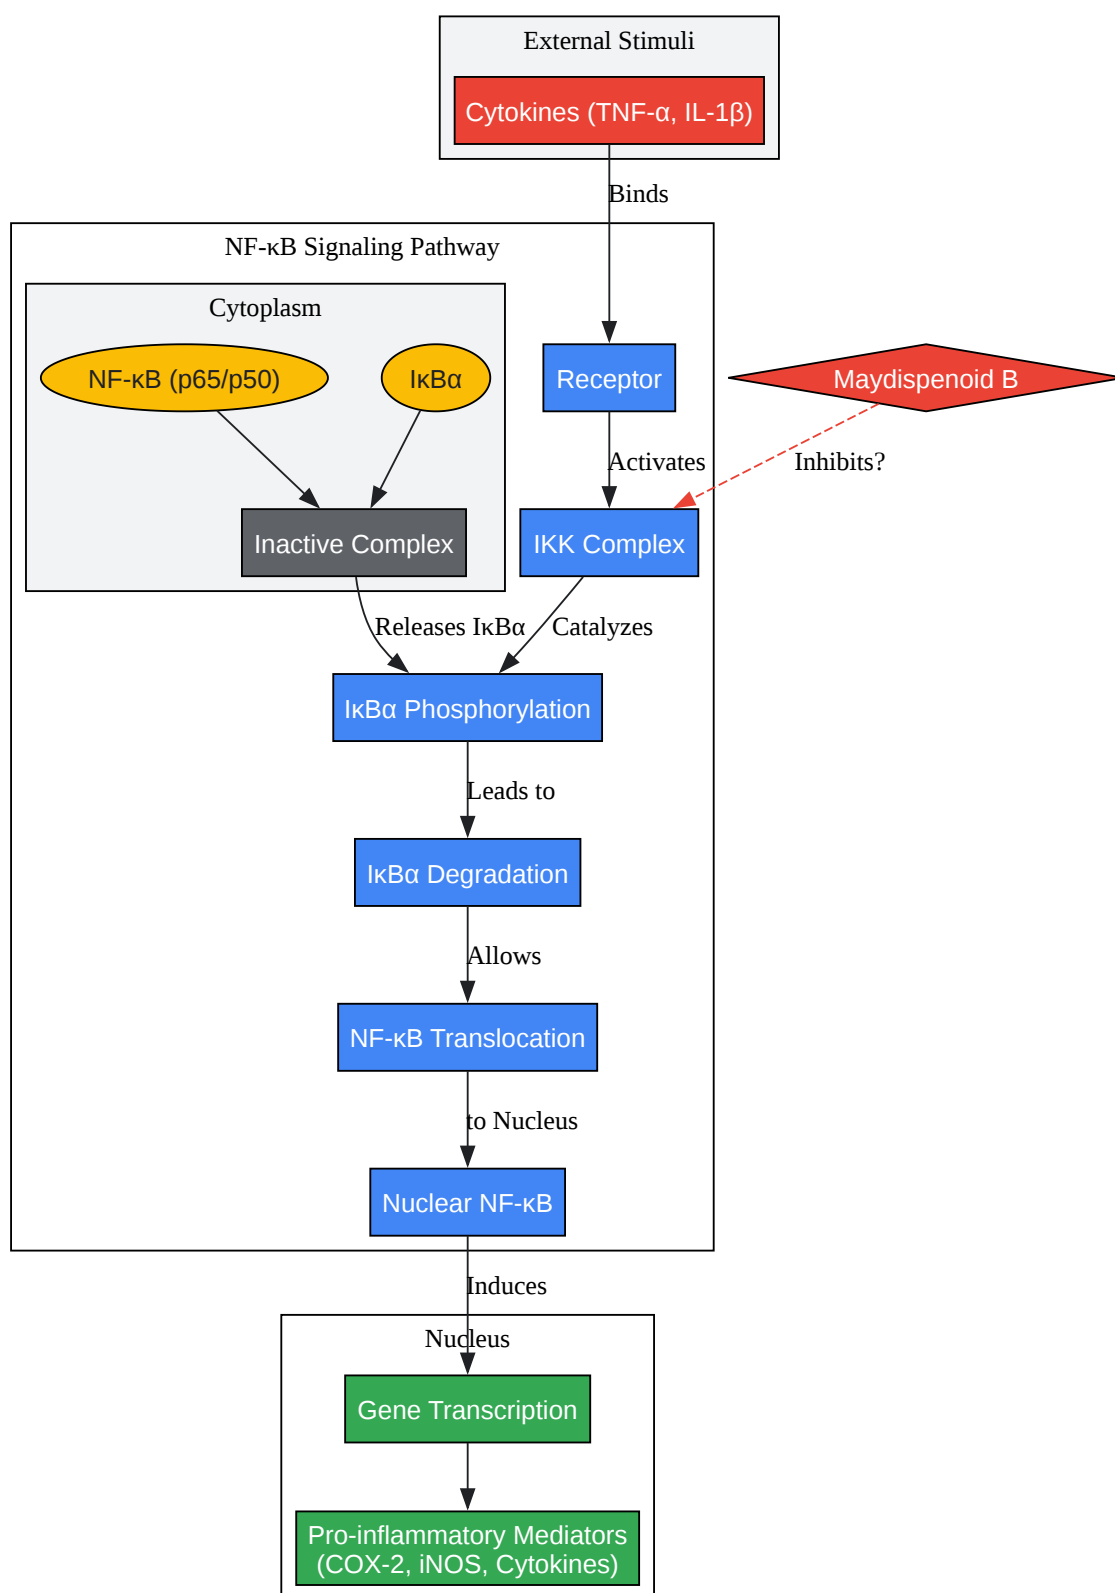 External Stimuli
Cytokines (TNF-α, IL-1β)
Binds
NF-κB Signaling Pathway
Cytoplasm
NF-κB (p65/p50)
IκBα
Receptor
Maydispenoid B
Activates
Inhibits?
Inactive Complex
IKK Complex
Releases IκBα
Catalyzes
IκBα Phosphorylation
Leads to
IκBα Degradation
Allows
NF-κB Translocation
to Nucleus
Nuclear NF-κB
Induces
Nucleus
Gene Transcription
Pro-inflammatory Mediators
(COX-2, iNOS, Cytokines)